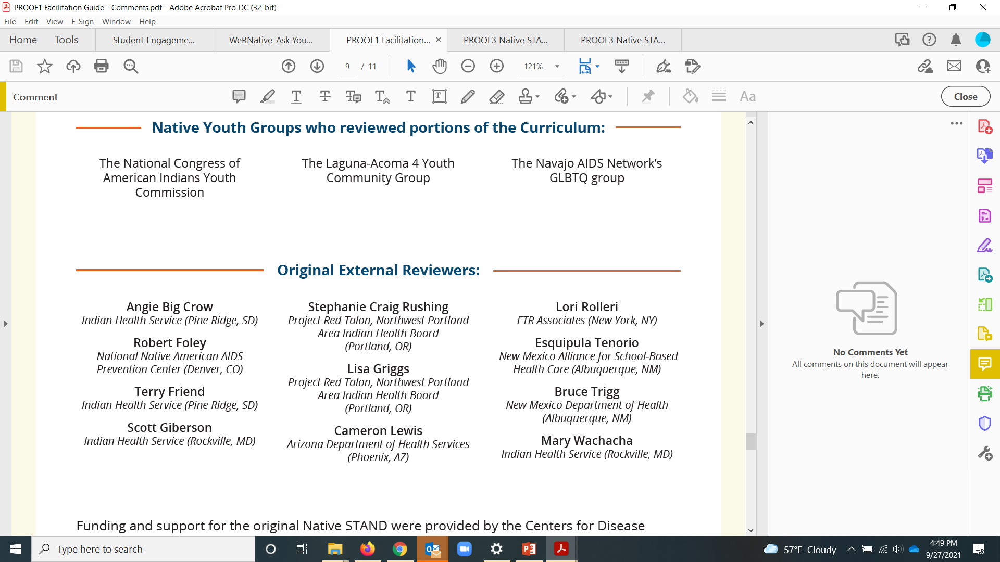 PROOF1 Facilitation Guide - Comments.pdf - Adobe Acrobat Pro DC (32-bit)
File Edit View E-Sign Window Help
Home Tools Student Engageme... WeRNative_Ask You... PROOF1 Facilitation... × PROOF3 Native STA... PROOF3 Native STA...
9 / 11 121%
Comment Aa Close
Native Youth Groups who reviewed portions of the Curriculum:
The National Congress of
American Indians Youth
Commission
The Laguna-Acoma 4 Youth
Community Group
The Navajo AIDS Network’s
GLBTQ group
Original External Reviewers:
Angie Big Crow
Indian Health Service (Pine Ridge, SD)
Robert Foley
National Native American AIDS
Prevention Center (Denver, CO)
Terry Friend
Indian Health Service (Pine Ridge, SD)
Scott Giberson
Indian Health Service (Rockville, MD)
Stephanie Craig Rushing
Project Red Talon, Northwest Portland
Area Indian Health Board
(Portland, OR)
Lisa Griggs
Project Red Talon, Northwest Portland
Area Indian Health Board
(Portland, OR)
Cameron Lewis
Arizona Department of Health Services
(Phoenix, AZ)
Lori Rolleri
ETR Associates (New York, NY)
Esquipula Tenorio
New Mexico Alliance for School-Based
Health Care (Albuquerque, NM)
Bruce Trigg
New Mexico Department of Health
(Albuquerque, NM)
Mary Wachacha
Indian Health Service (Rockville, MD)
Funding and support for the original Native STAND were provided by the Centers for Disease
No Comments Yet
All comments on this document will appear
here.
Type here to search
57°F Cloudy
4:49 PM
9/27/2021